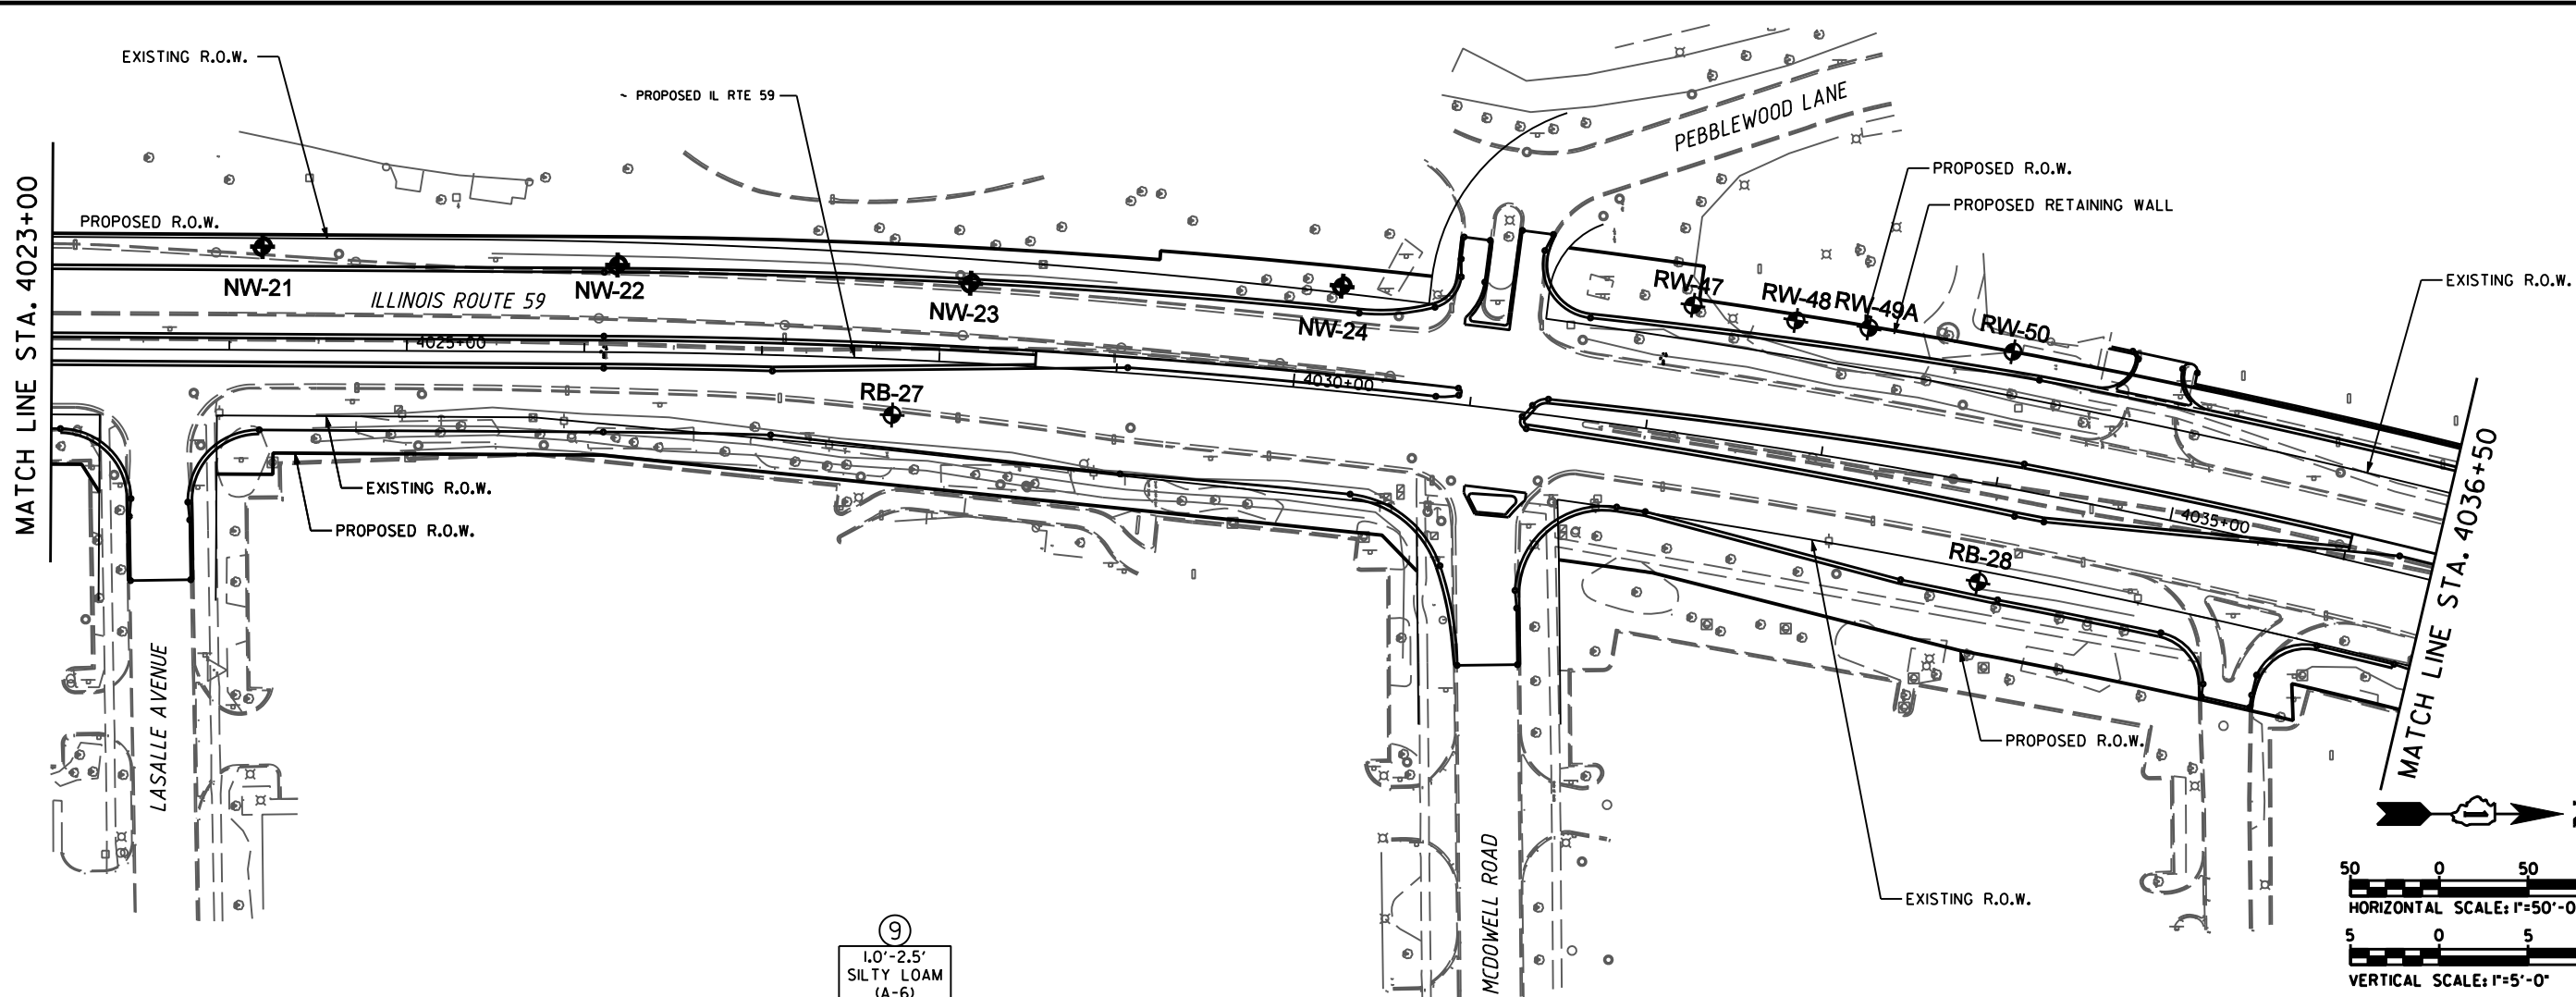 EXISTING R.O.W.
~ PROPOSED IL RTE 59
PEBBLEWOOD LANE
PROPOSED R.O.W.
PROPOSED RETAINING WALL
EXISTING R.O.W.
MATCH LINE STA. 4023+00
PROPOSED R.O.W.
NW-21
ILLINOIS ROUTE 59
NW-22
NW-23
NW-24
RW-47
RW-48
RW-49A
RW-50
4025+00
4030+00
RB-27
EXISTING R.O.W.
PROPOSED R.O.W.
4035+00
RB-28
MATCH LINE STA. 4036+50
LASALLE AVENUE
PROPOSED R.O.W.
MCDOWELL ROAD
EXISTING R.O.W.
50 0 50
HORIZONTAL SCALE: 1"=50'-0
5 0 5
VERTICAL SCALE: 1"=5'-0"
9
1.0'-2.5'
SILTY LOAM
(A-6)